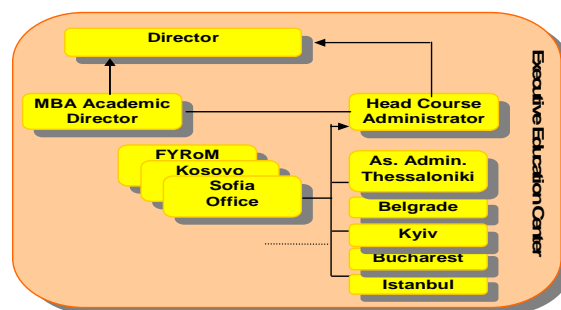 Director
MBA Academic
Director
Head Course
Administrator
FYRoM
Kosovo
Sofia
Office
As. Admin.
Thessaloniki
Belgrade
Kyiv
Bucharest
Istanbul
Executive Education Center